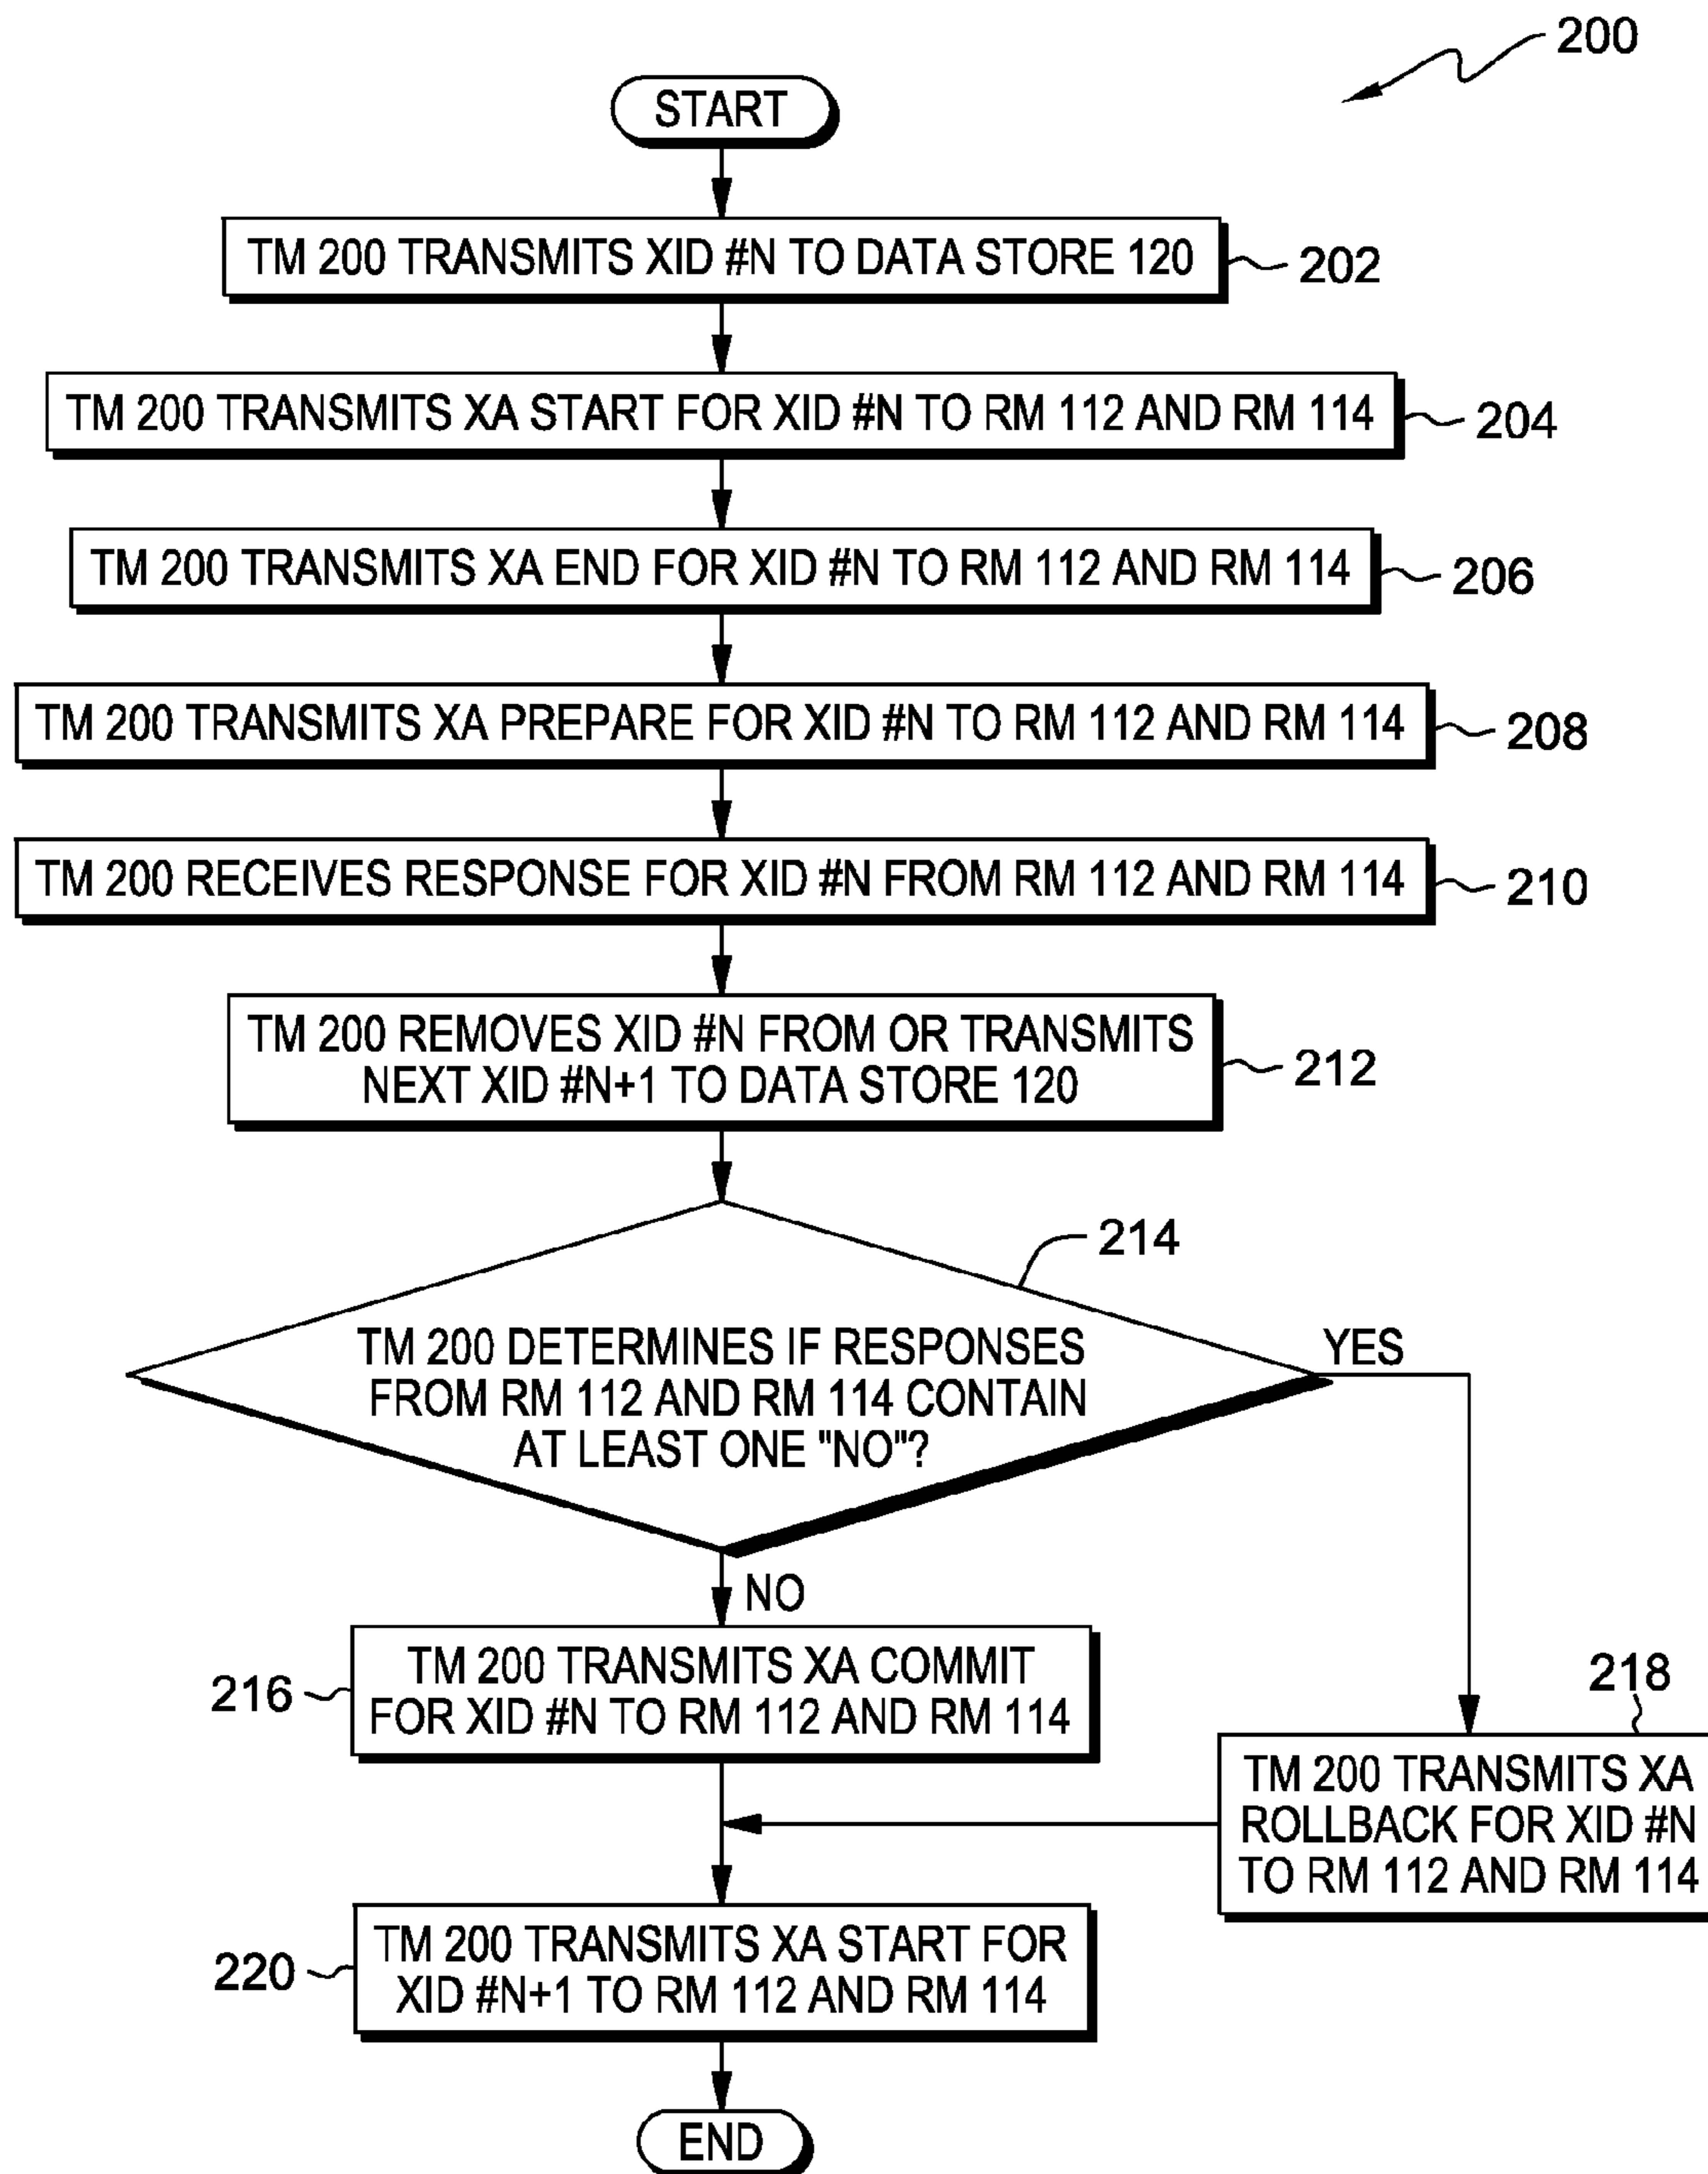 200
START
TM 200 TRANSMITS XID #N TO DATA STORE 120
202
TM 200 TRANSMITS XA START FOR XID #N TO RM 112 AND RM 114
204
TM 200 TRANSMITS XA END FOR XID #N TO RM 112 AND RM 114
206
TM 200 TRANSMITS XA PREPARE FOR XID #N TO RM 112 AND RM 114
208
TM 200 RECEIVES RESPONSE FOR XID #N FROM RM 112 AND RM 114
210
TM 200 REMOVES XID #N FROM OR TRANSMITS
NEXT XID #N+1 TO DATA STORE 120
212
214
TM 200 DETERMINES IF RESPONSES
FROM RM 112 AND RM 114 CONTAIN
AT LEAST ONE "NO"?
YES
NO
216
TM 200 TRANSMITS XA COMMIT
FOR XID #N TO RM 112 AND RM 114
218
TM 200 TRANSMITS XA
ROLLBACK FOR XID #N
TO RM 112 AND RM 114
220
TM 200 TRANSMITS XA START FOR
XID #N+1 TO RM 112 AND RM 114
END